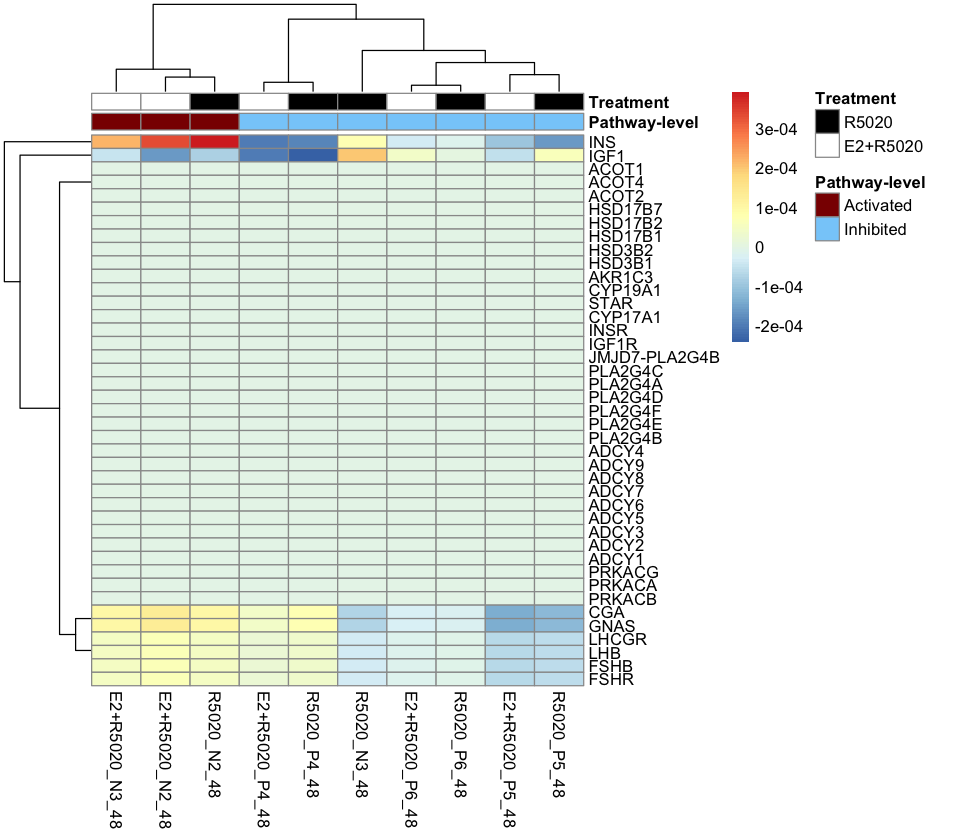 Treatment
Pathway-level
INS
IGF1
ACOT1
ACOT4
ACOT2
HSD17B7
HSD17B2
HSD17B1
HSD3B2
HSD3B1
AKR1C3
CYP19A1
STAR
CYP17A1
INSR
IGF1R
JMJD7-PLA2G4B
PLA2G4C
PLA2G4A
PLA2G4D
PLA2G4F
PLA2G4E
PLA2G4B
ADCY4
ADCY9
ADCY8
ADCY7
ADCY6
ADCY5
ADCY3
ADCY2
ADCY1
PRKACG
PRKACA
PRKACB
CGA
GNAS
LHCGR
LHB
FSHB
FSHR
E2+R5020_N3_48
E2+R5020_N2_48
R5020_N2_48
E2+R5020_P4_48
R5020_P4_48
R5020_N3_48
E2+R5020_P6_48
R5020_P6_48
E2+R5020_P5_48
R5020_P5_48
3e-04
2e-04
1e-04
0
-1e-04
-2e-04
Treatment
R5020
E2+R5020
Pathway-level
Activated
Inhibited